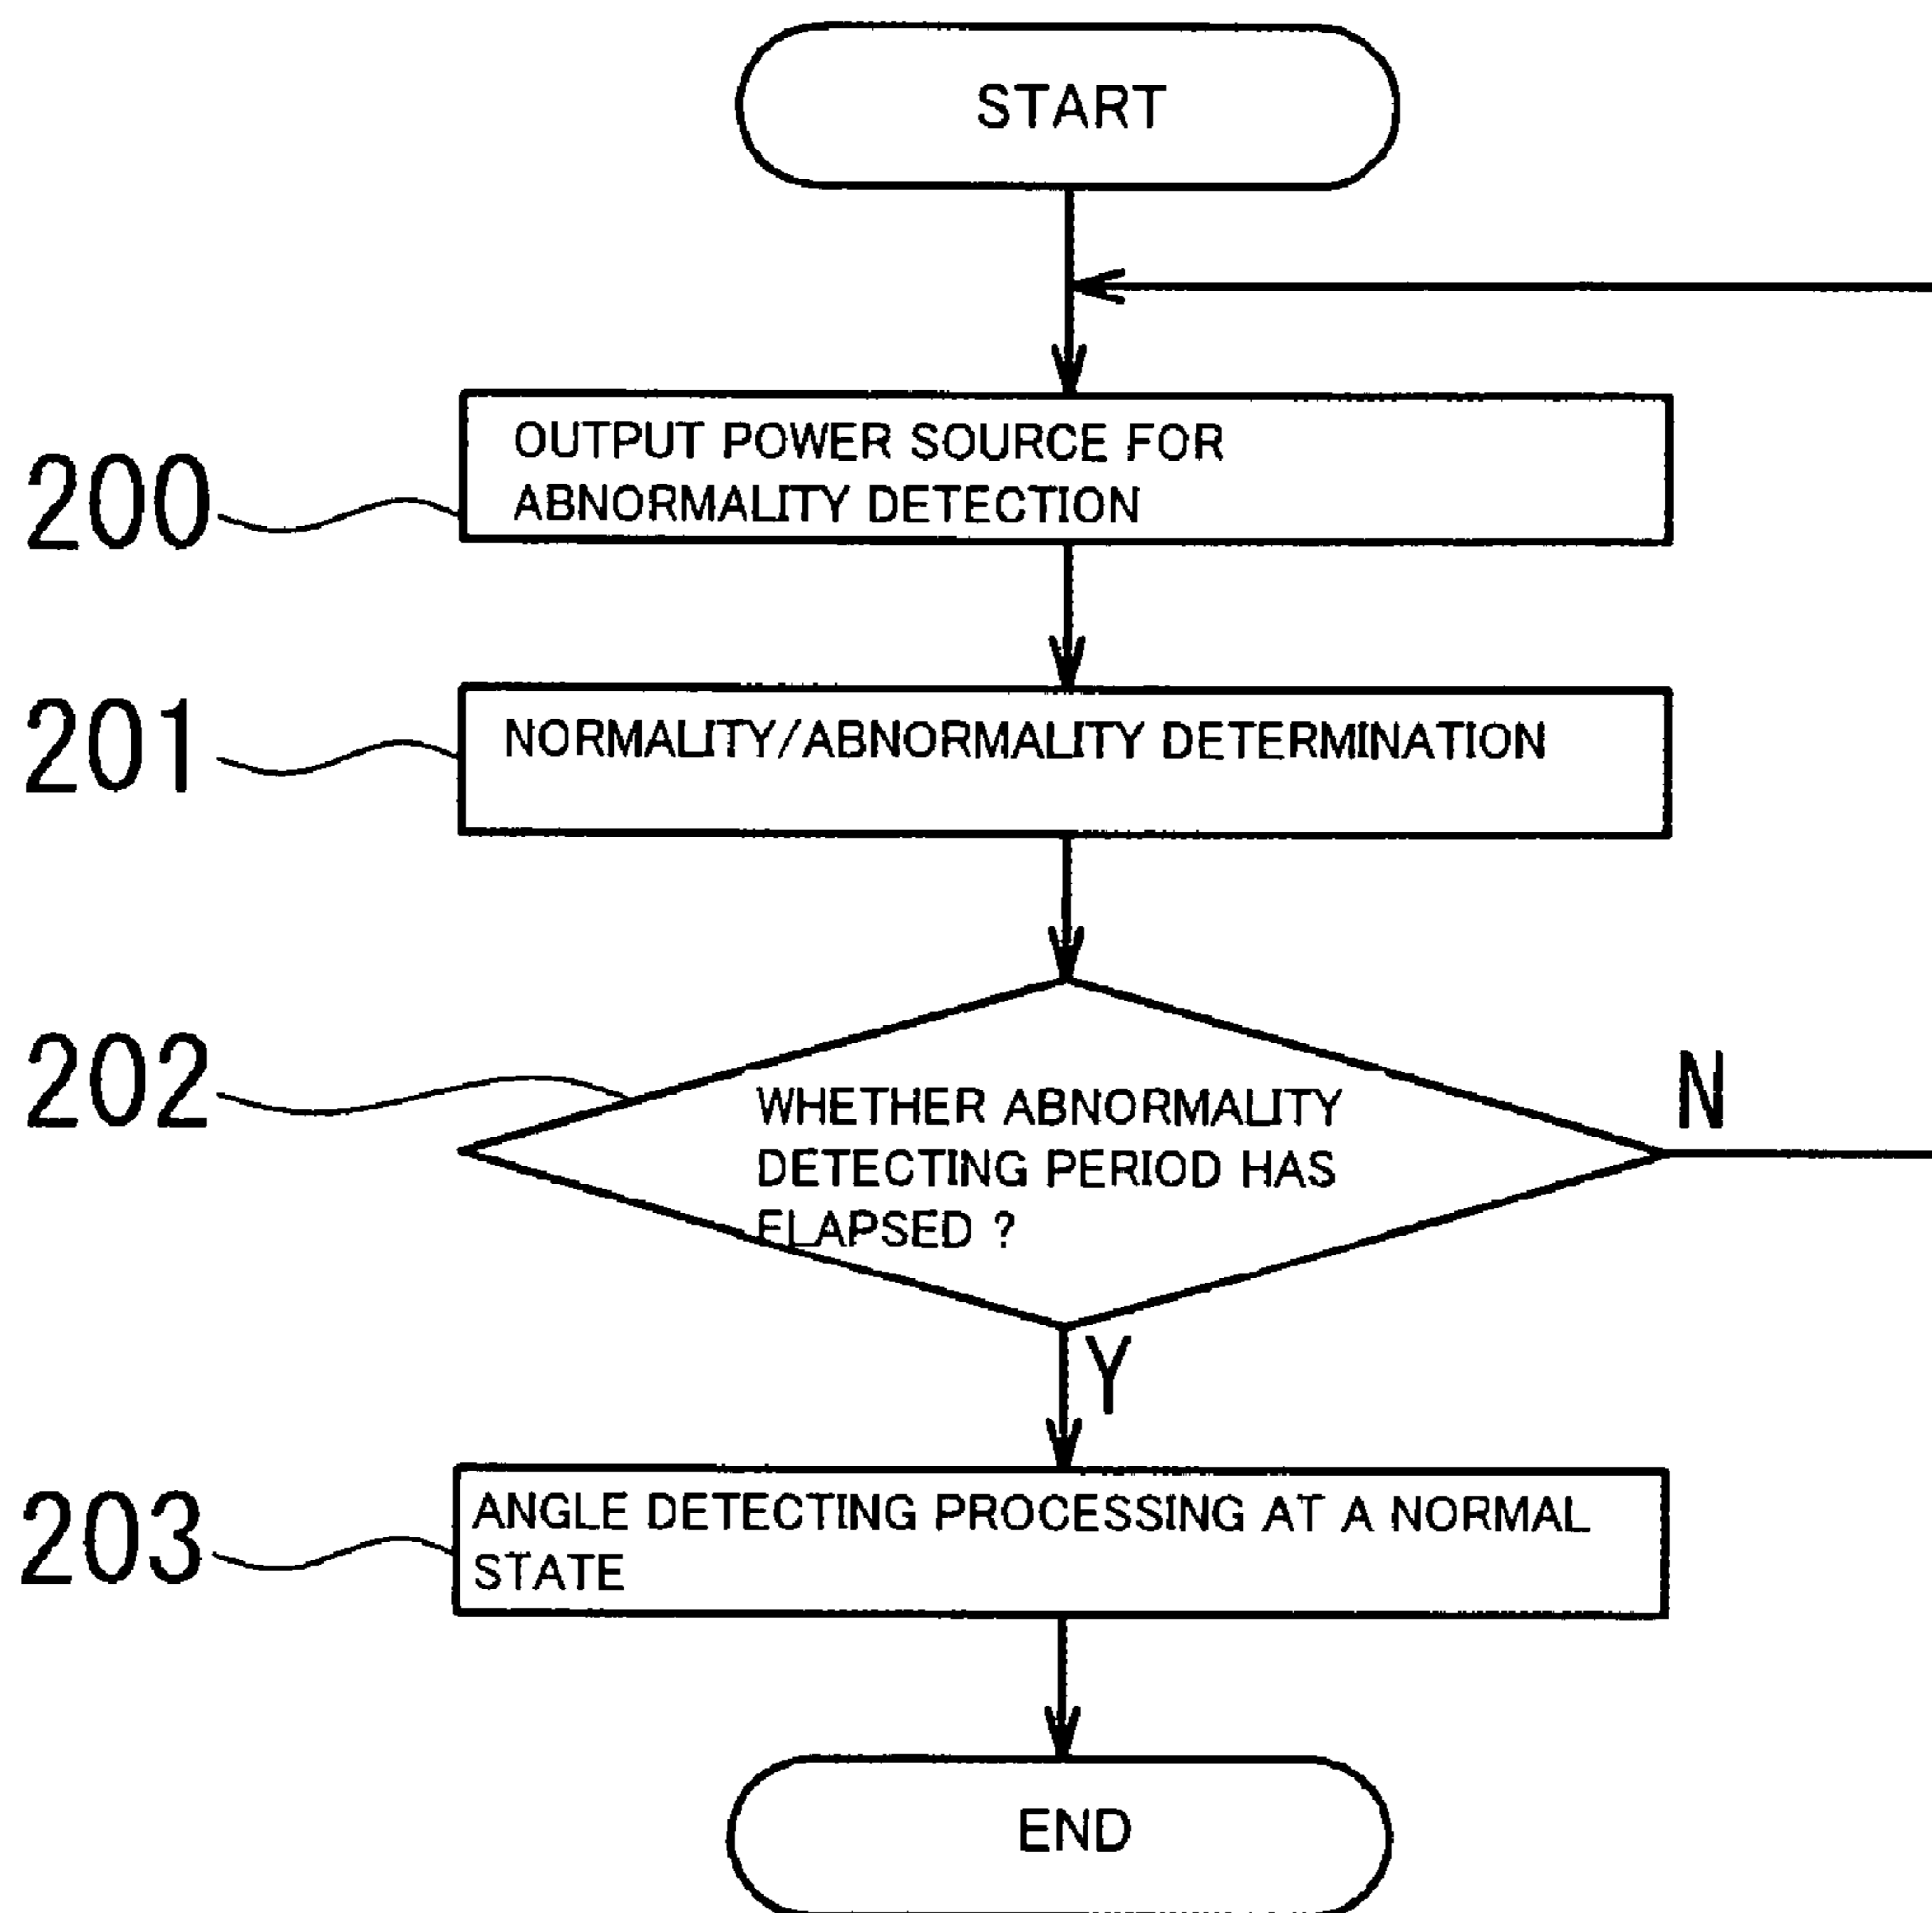 START
OUTPUT POWER SOURCE FOR
ABNORMALITY DETECTION
200
NORMALITY/ABNORMALITY DETERMINATION
201
202
WHETHER ABNORMALITY
DETECTING PERIOD HAS
ELAPSED ?
N
Y
203
ANGLE DETECTING PROCESSING AT A NORMAL
STATE
END